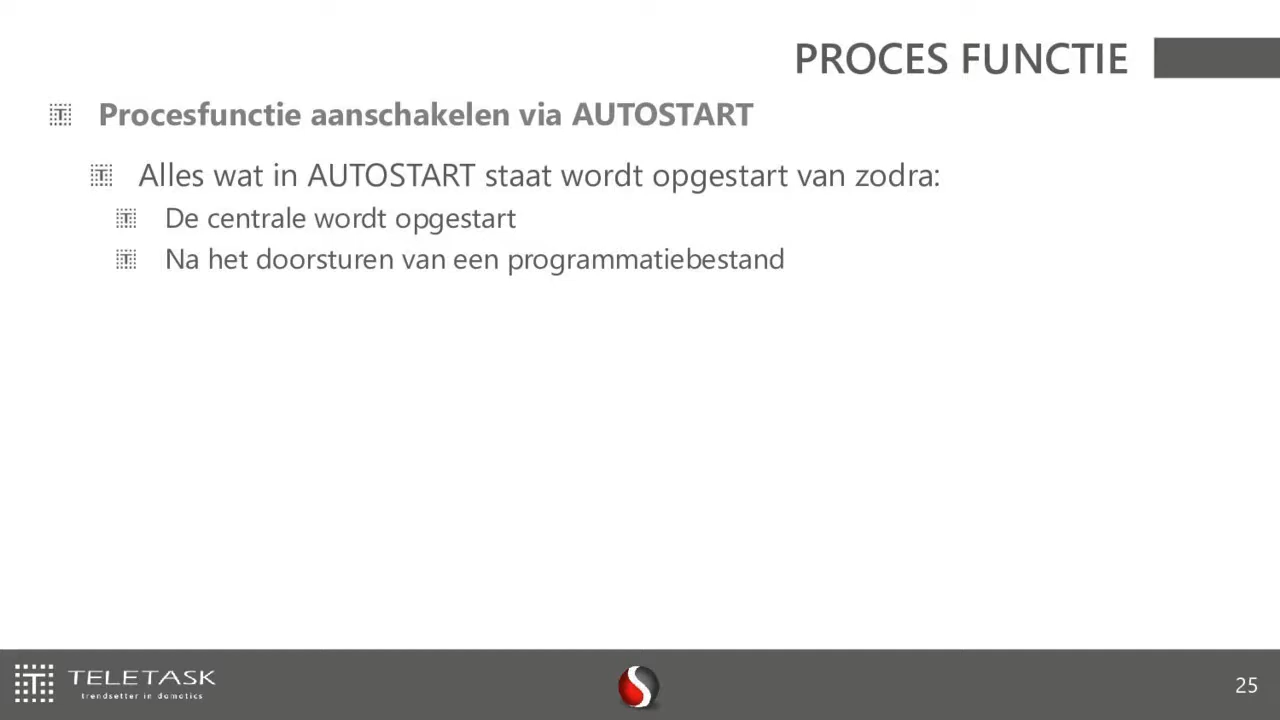 PROCES FUNCTIE
Procesfunctie aanschakelen via AUTOSTART
Alles wat in AUTOSTART staat wordt opgestart van zodra:
De centrale wordt opgestart
Na het doorsturen van een programmatiebestand
TELETASK
trendsetter in domotics
25